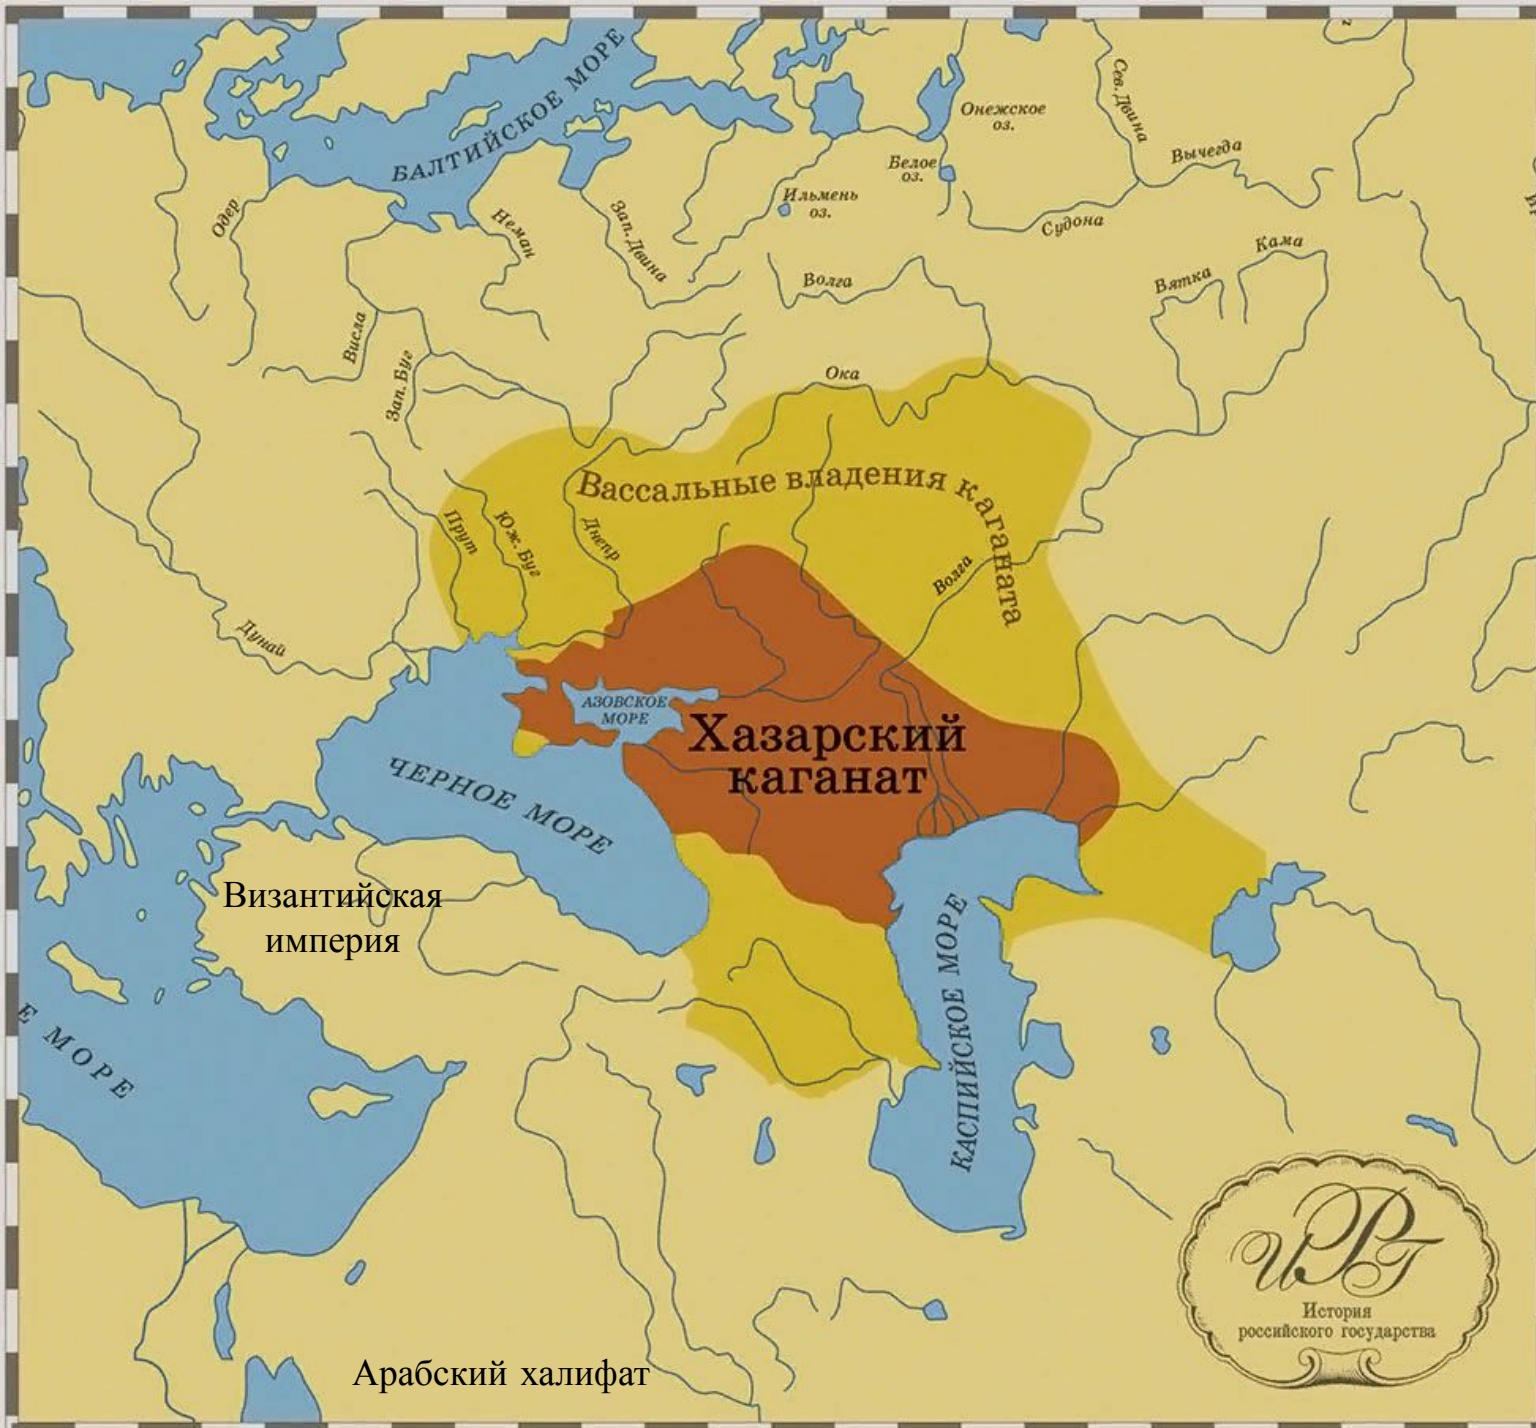 БАЛТИЙСКОЕ МОРЕ
Онежское
оз.
Сев. Двина
Белое
оз.
Вычегда
Ильмень
оз.
Судона
Одер
Неман
Зап. Двина
Кама
Вятка
Волга
Висла
Зап. Буг
Ока
Вассальные владения каганата
Прут
Юж. Буг
Днепр
Волга
Дунай
АЗОВСКОЕ
МОРЕ
Хазарский
каганат
ЧЕРНОЕ МОРЕ
Византийская
империя
КАСПИЙСКОЕ МОРЕ
Е МОРЕ
ИРГ
История
российского государства
Арабский халифат